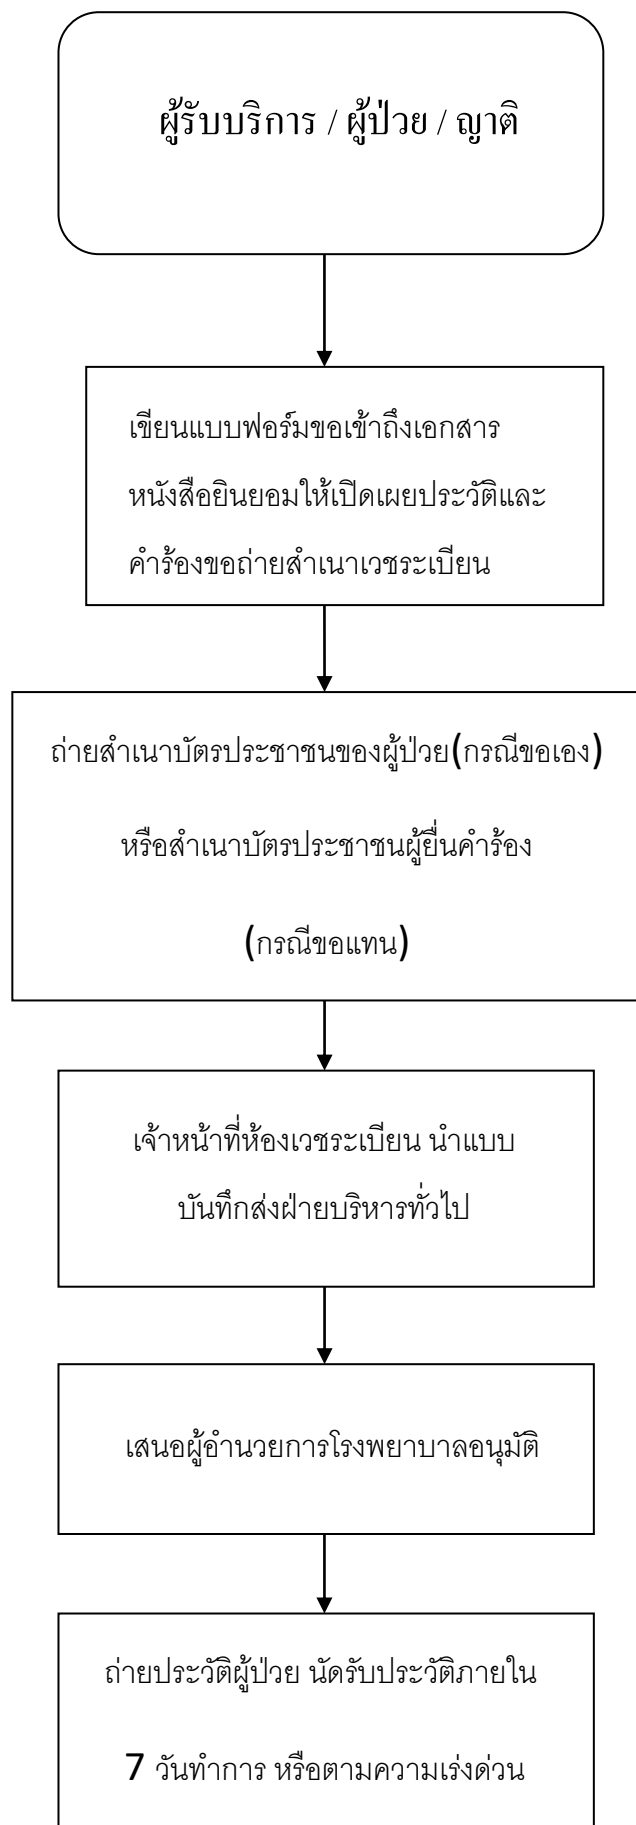 ผู้รับบริการ / ผู้ป่วย / ญาติ
เขียนแบบฟอร์มขอเข้าถึงเอกสาร
หนังสือยินยอมให้เปิดเผยประวัติและ
คำร้องขอถ่ายสำเนาเวชระเบียน
ถ่ายสำเนาบัตรประชาชนของผู้ป่วย(กรณีขอเอง)
หรือสำเนาบัตรประชาชนผู้ยื่นคำร้อง
(กรณีขอแทน)
เจ้าหน้าที่ห้องเวชระเบียน นำแบบ
บันทึกส่งฝ่ายบริหารทั่วไป
เสนอผู้อำนวยการโรงพยาบาลอนุมัติ
ถ่ายประวัติผู้ป่วย นัดรับประวัติภายใน
7 วันทำการ หรือตามความเร่งด่วน